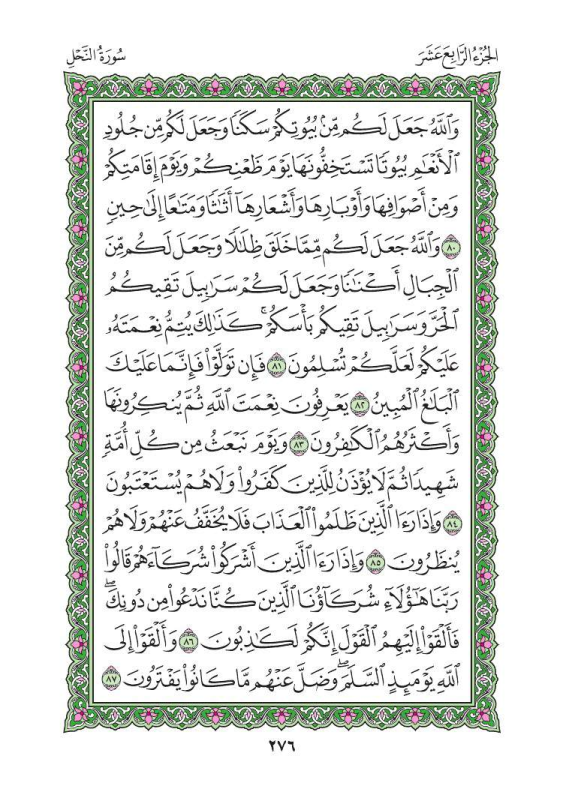 الجُزْءُ الرَّابِعَ عَشَرَ
سُورَةُ النَّحْلِ
وَٱللَّهُ جَعَلَ لَكُم مِّنۢ بُيُوتِكُمْ سَكَنًا وَجَعَلَ لَكُم مِّن جُلُودِ
ٱلْأَنْعَٰمِ بُيُوتًا تَسْتَخِفُّونَهَا يَوْمَ ظَعْنِكُمْ وَيَوْمَ إِقَامَتِكُمْ
وَمِنْ أَصْوَافِهَا وَأَوْبَارِهَا وَأَشْعَارِهَآ أَثَٰثًا وَمَتَٰعًا إِلَىٰ حِينٍ
٨٠ وَٱللَّهُ جَعَلَ لَكُم مِّمَّا خَلَقَ ظِلَٰلًا وَجَعَلَ لَكُم مِّنَ
ٱلْجِبَالِ أَكْنَٰنًا وَجَعَلَ لَكُمْ سَرَٰبِيلَ تَقِيكُمُ
ٱلْحَرَّ وَسَرَٰبِيلَ تَقِيكُم بَأْسَكُمْ ۚ كَذَٰلِكَ يُتِمُّ نِعْمَتَهُۥ
عَلَيْكُمْ لَعَلَّكُمْ تُسْلِمُونَ ٨١ فَإِن تَوَلَّوْا۟ فَإِنَّمَا عَلَيْكَ
ٱلْبَلَٰغُ ٱلْمُبِينُ ٨٢ يَعْرِفُونَ نِعْمَتَ ٱللَّهِ ثُمَّ يُنكِرُونَهَا
وَأَكْثَرُهُمُ ٱلْكَٰفِرُونَ ٨٣ وَيَوْمَ نَبْعَثُ مِن كُلِّ أُمَّةٍ
شَهِيدًا ثُمَّ لَا يُؤْذَنُ لِلَّذِينَ كَفَرُوا۟ وَلَا هُمْ يُسْتَعْتَبُونَ
٨٤ وَإِذَا رَءَا ٱلَّذِينَ ظَلَمُوا۟ ٱلْعَذَابَ فَلَا يُخَفَّفُ عَنْهُمْ وَلَا هُمْ
يُنظَرُونَ ٨٥ وَإِذَا رَءَا ٱلَّذِينَ أَشْرَكُوا۟ شُرَكَآءَهُمْ قَالُوا۟
رَبَّنَا هَٰٓؤُلَآءِ شُرَكَآؤُنَا ٱلَّذِينَ كُنَّا نَدْعُوا۟ مِن دُونِكَ ۖ
فَأَلْقَوْا۟ إِلَيْهِمُ ٱلْقَوْلَ إِنَّكُمْ لَكَٰذِبُونَ ٨٦ وَأَلْقَوْا۟ إِلَى
ٱللَّهِ يَوْمَئِذٍ ٱلسَّلَمَ ۖ وَضَلَّ عَنْهُم مَّا كَانُوا۟ يَفْتَرُونَ ٨٧
٢٧٦